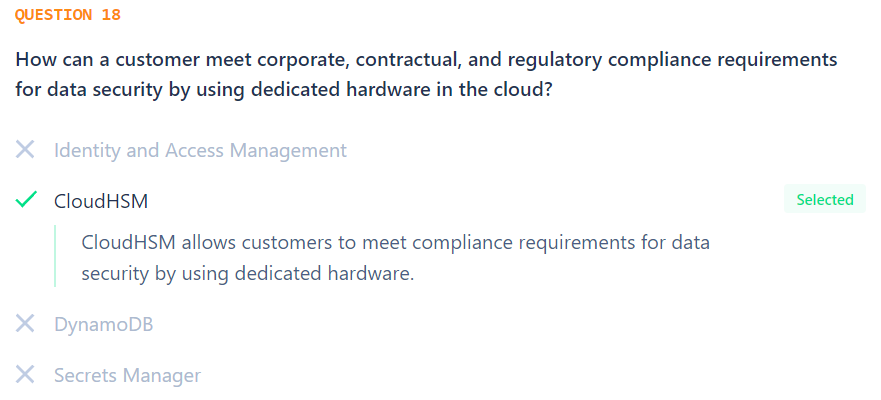 QUESTION 18
How can a customer meet corporate, contractual, and regulatory compliance requirements
for data security by using dedicated hardware in the cloud?
Identity and Access Management
CloudHSM
Selected
CloudHSM allows customers to meet compliance requirements for data
security by using dedicated hardware.
DynamoDB
Secrets Manager